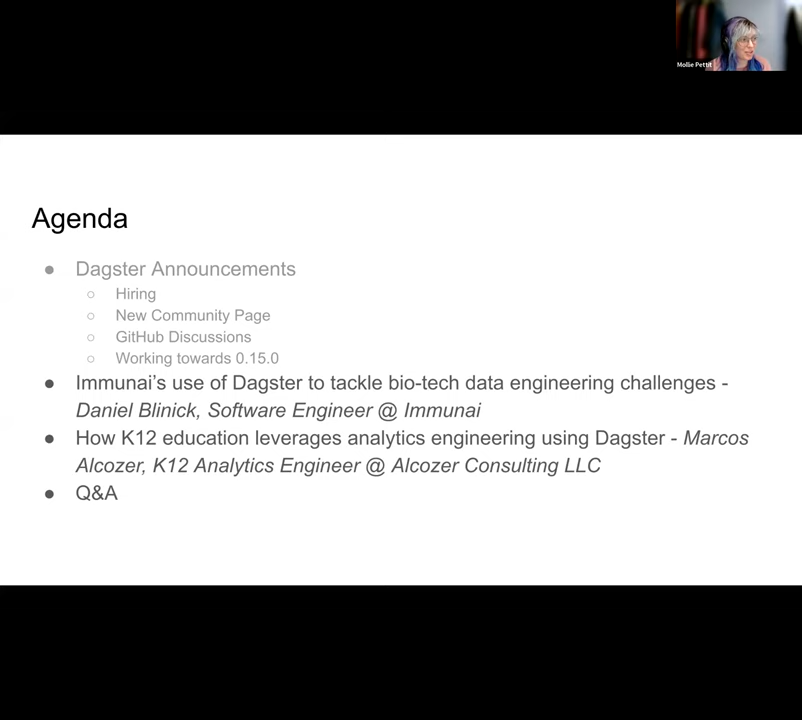 Mollie Pettit
Agenda
● Dagster Announcements
○ Hiring
○ New Community Page
○ GitHub Discussions
○ Working towards 0.15.0
● Immunai's use of Dagster to tackle bio-tech data engineering challenges -
Daniel Blinick, Software Engineer @ Immunai
● How K12 education leverages analytics engineering using Dagster - Marcos
Alcozer, K12 Analytics Engineer @ Alcozer Consulting LLC
● Q&A